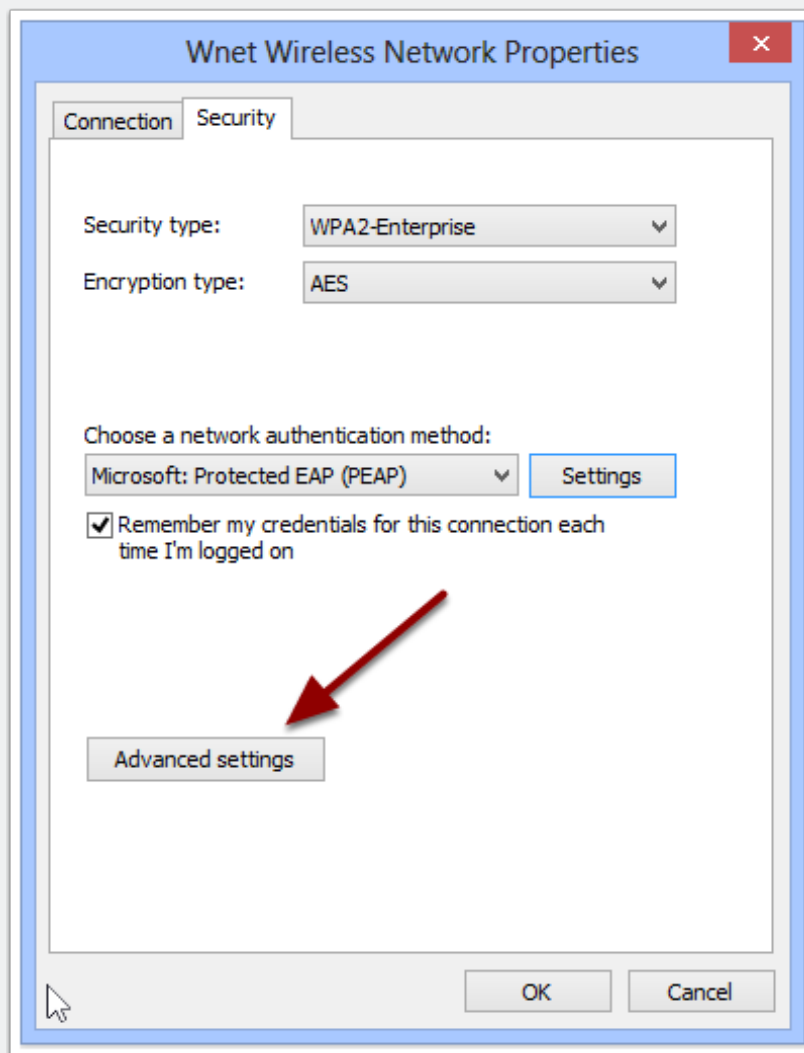 Wnet Wireless Network Properties
Connection
Security
Security type:
WPA2-Enterprise
Encryption type:
AES
Choose a network authentication method:
Microsoft: Protected EAP (PEAP)
Settings
Remember my credentials for this connection each
time I'm logged on
Advanced settings
OK
Cancel